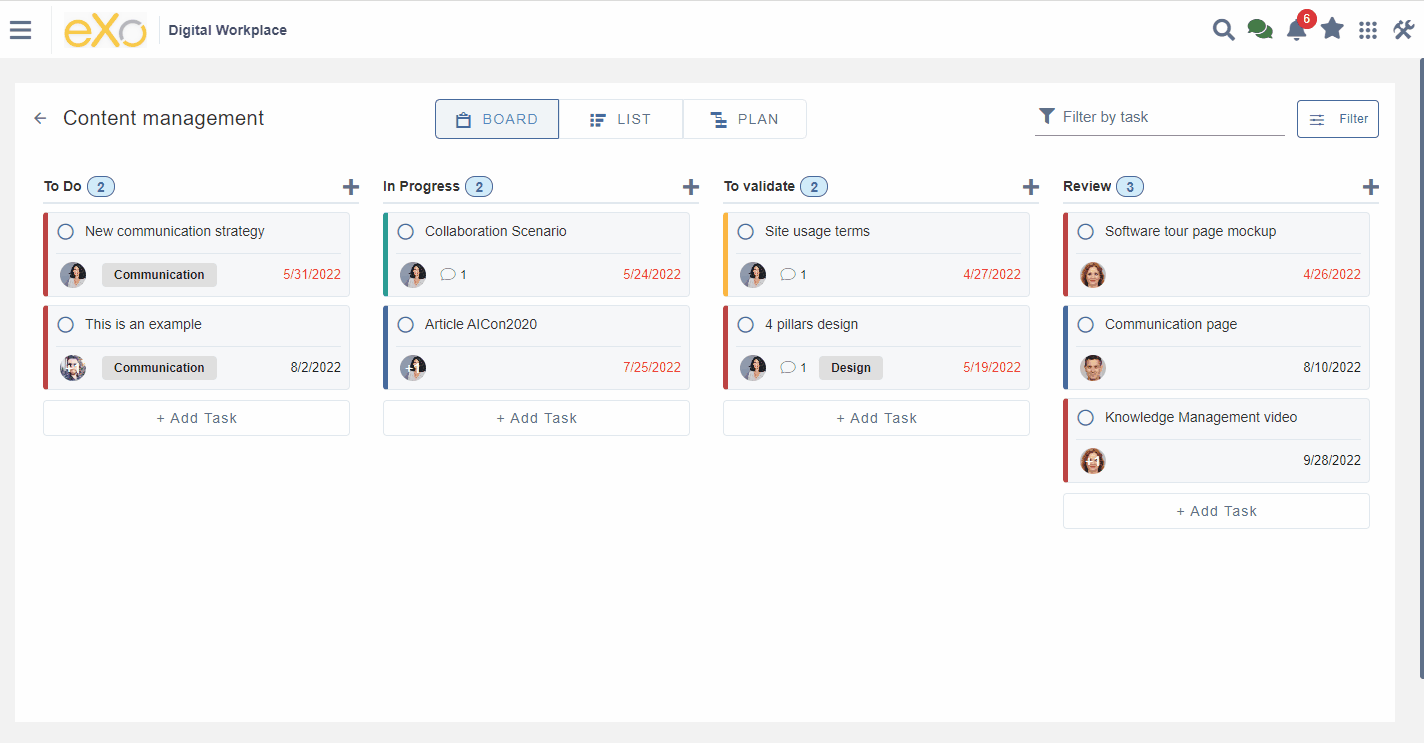 eXo
Digital Workplace
6
Content management
BOARD
LIST
PLAN
Filter by task
Filter
To Do 2
New communication strategy
Communication
5/31/2022
This is an example
Communication
8/2/2022
+ Add Task
In Progress 2
Collaboration Scenario
1
5/24/2022
Article AICon2020
7/25/2022
+ Add Task
To validate 2
Site usage terms
1
4/27/2022
4 pillars design
1
Design
5/19/2022
+ Add Task
Review 3
Software tour page mockup
4/26/2022
Communication page
8/10/2022
Knowledge Management video
9/28/2022
+ Add Task